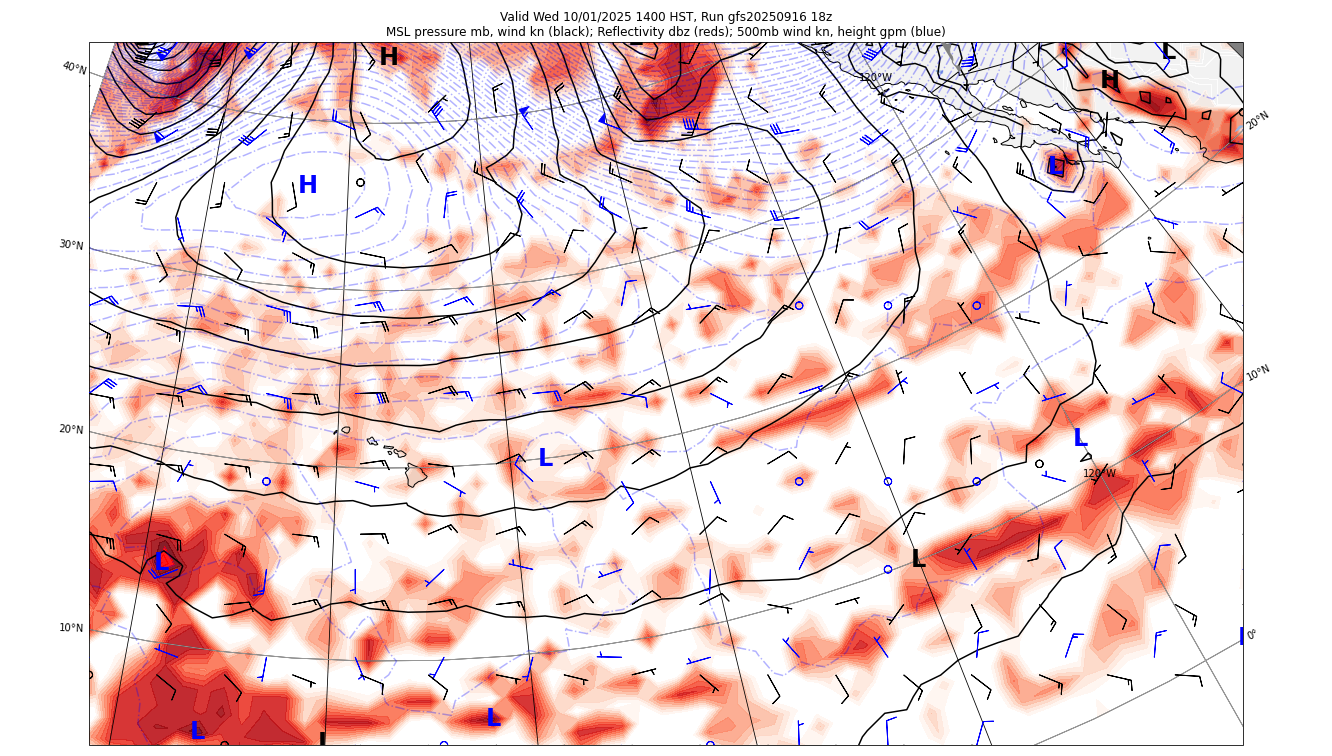 Valid Wed 10/01/2025 1400 HST, Run gfs20250916 18z
MSL pressure mb, wind kn (black); Reflectivity dbz (reds); 500mb wind kn, height gpm (blue)
H
L
L
40°N
120°W
H
20°N
L
H
30°N
10°N
20°N
L
L
120°W
L
L
10°N
0°
L
L
L